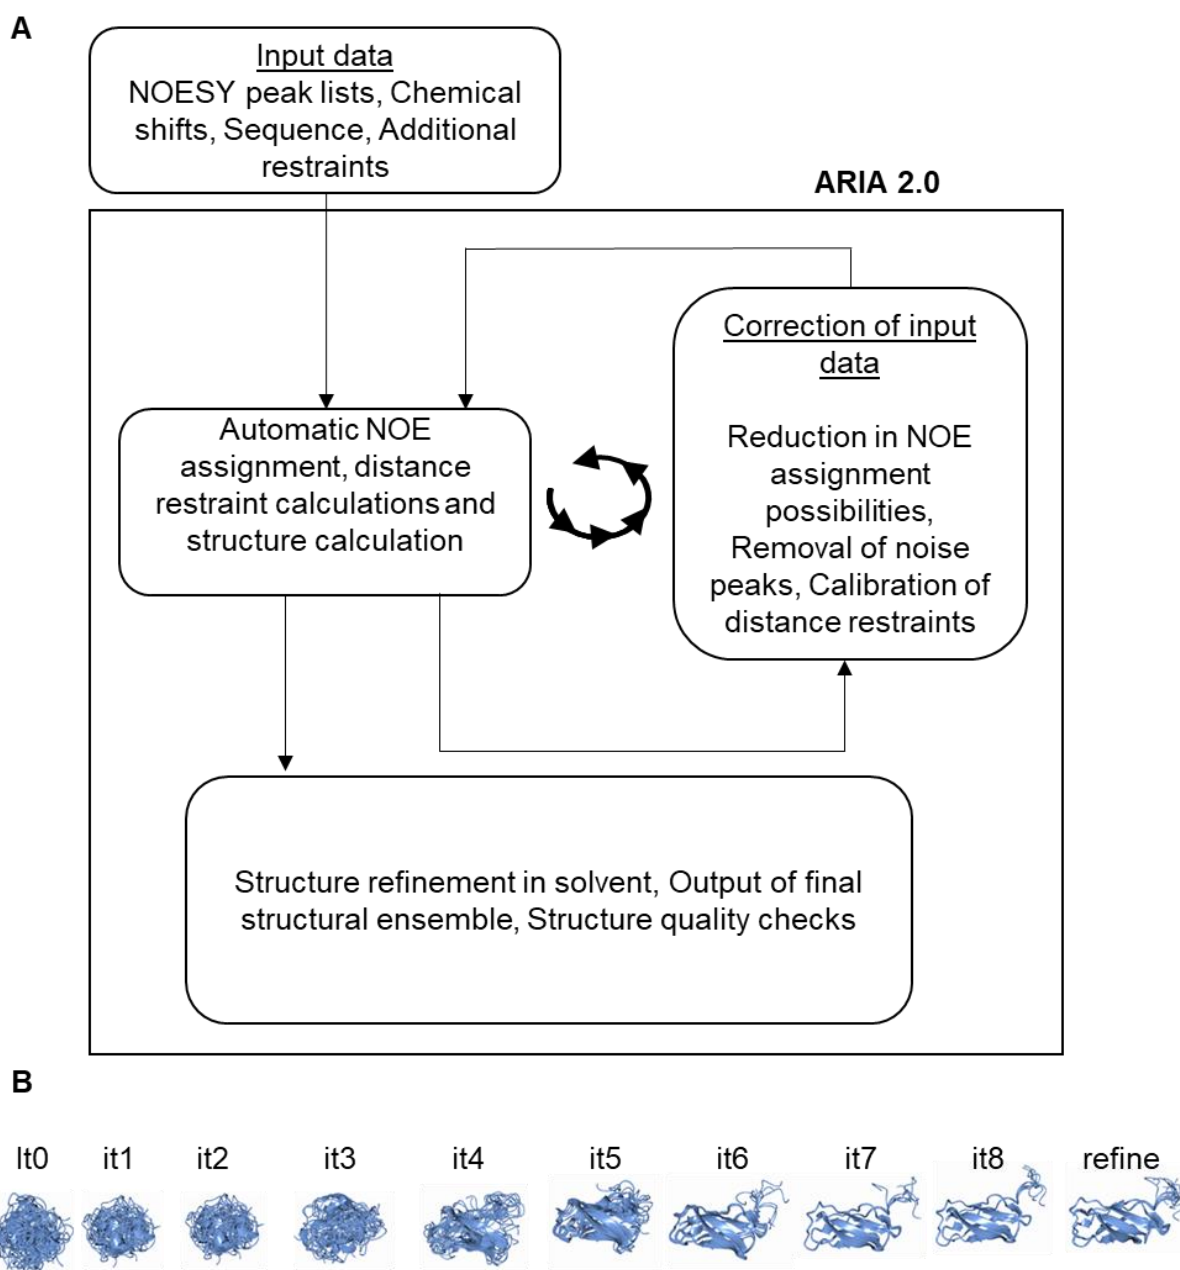 A
Input data
NOESY peak lists, Chemical
shifts, Sequence, Additional
restraints
ARIA 2.0
Correction of input
data
Reduction in NOE
assignment
possibilities,
Removal of noise
peaks, Calibration of
distance restraints
Automatic NOE
assignment, distance
restraint calculations and
structure calculation
Structure refinement in solvent, Output of final
structural ensemble, Structure quality checks
B
It0 it1 it2 it3 it4 it5 it6 it7 it8 refine